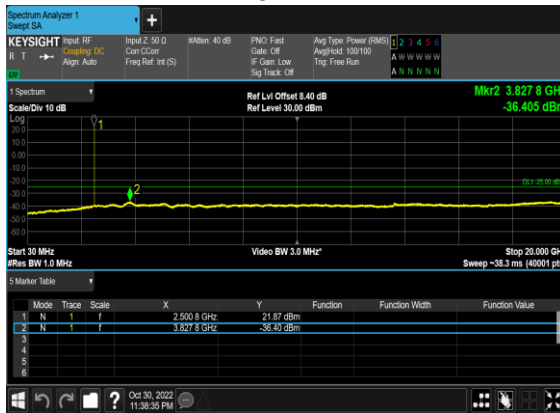 Spectrum Analyzer 1
Swept SA
KEYSIGHT Input: RF Input Z: 50 Ω #Atten: 40 dB PNO: Fast Avg Type: Power (RMS) 1 2 3 4 5 6
R T Coupling: DC Corr CCorr Gate: Off Avg|Hold: 100/100 A W W W W W
Align: Auto Freq Ref: Int (S) IF Gain: Low Trig: Free Run
Sig Track: Off A N N N N N
1 Spectrum
Scale/Div 10 dB
Ref Lvl Offset 8.40 dB
Ref Level 30.00 dBm
Mkr2 3.827 8 GH
-36.405 dB
Log
20.0
10.0
0.00
-10.0
-20.0
-30.0
-40.0
-50.0
-60.0
1
2
Start 30 MHz Video BW 3.0 MHz* Stop 20.000 GH
#Res BW 1.0 MHz Sweep ~38.3 ms (40001 pt
5 Marker Table
Mode Trace Scale X Y Function Function Width Function Value
1 N 1 f 2.500 8 GHz 21.87 dBm
2 N 1 f 3.827 8 GHz -36.40 dBm
3
4
5
6
? Oct 30, 2022
11:38:35 PM